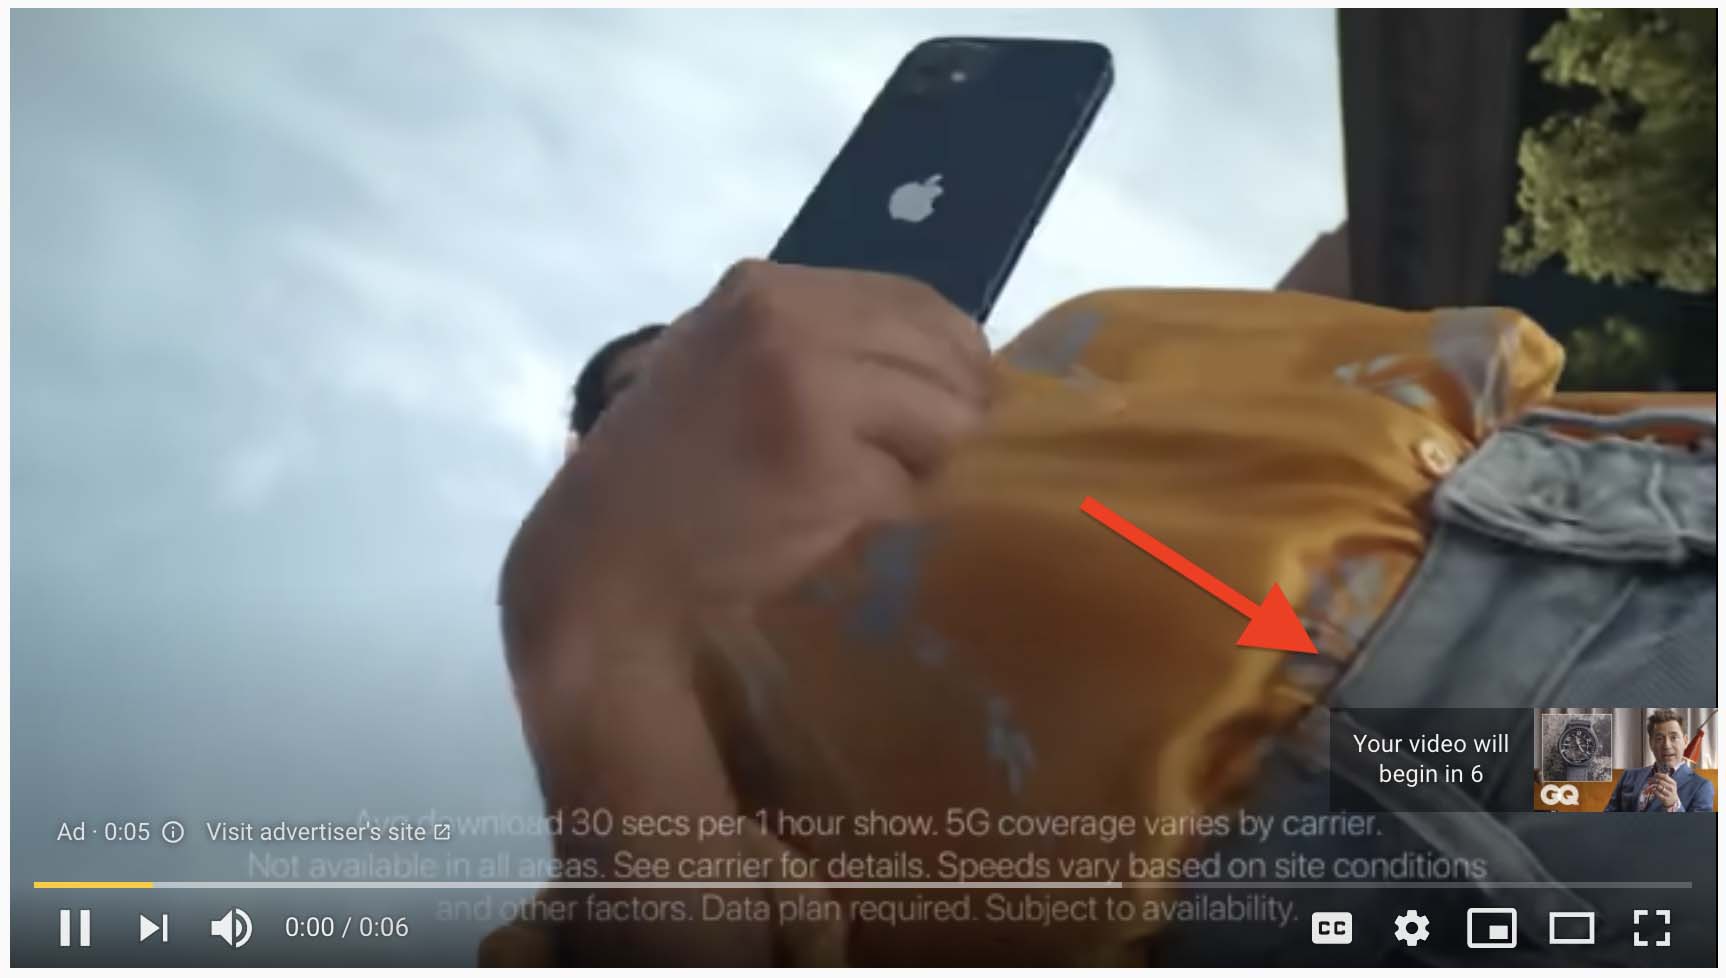 Your video will
begin in 6
GQ
Ad · 0:05 Visit advertiser's site
Avg download 30 secs per 1 hour show. 5G coverage varies by carrier.
Not available in all areas. See carrier for details. Speeds vary based on site conditions
and other factors. Data plan required. Subject to availability.
0:00 / 0:06
CC